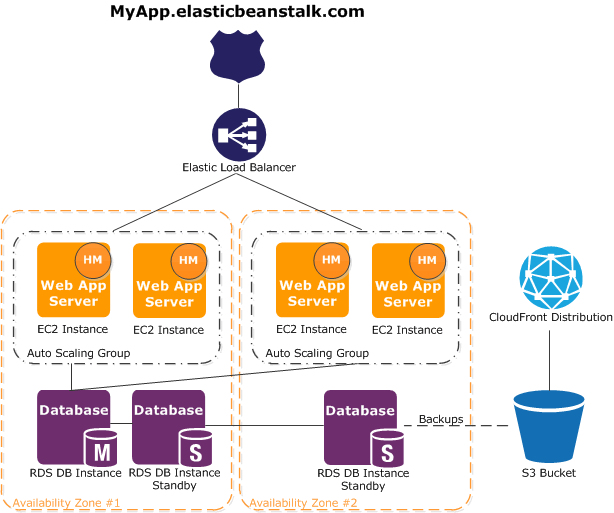 MyApp.elasticbeanstalk.com
Elastic Load Balancer
HM
HM
HM
HM
Web App
Server
Web App
Server
Web App
Server
Web App
Server
EC2 Instance
EC2 Instance
EC2 Instance
EC2 Instance
CloudFront Distribution
Auto Scaling Group
Auto Scaling Group
Database
Database
Database
Backups
M
S
S
RDS DB Instance
RDS DB Instance
Standby
RDS DB Instance
Standby
S3 Bucket
Availability Zone #1
Availability Zone #2